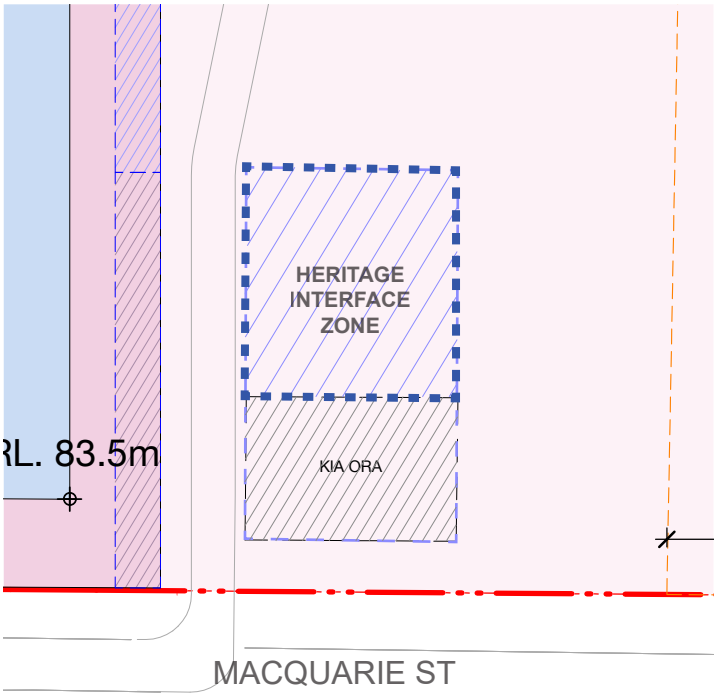 HERITAGE
INTERFACE
ZONE
RL. 83.5m
KIA ORA
MACQUARIE ST